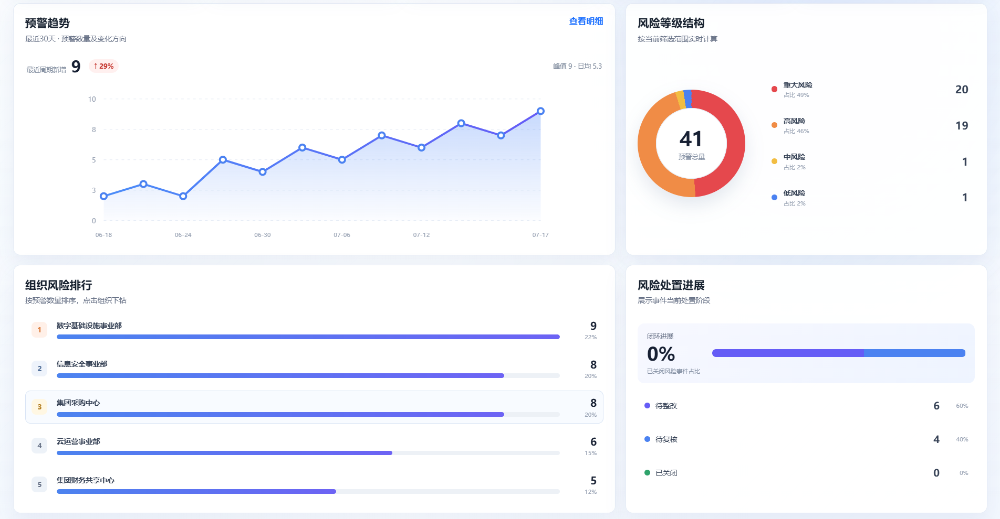 预警趋势
查看明细
最近30天 · 预警数量及变化方向
最近周期新增 9 ↑ 29%
峰值 9 · 日均 5.3
10
8
5
3
0
06-18 06-24 06-30 07-06 07-12 07-17
风险等级结构
按当前筛选范围实时计算
41
预警总量
重大风险 20
占比 49%
高风险 19
占比 46%
中风险 1
占比 2%
低风险 1
占比 2%
组织风险排行
按预警数量排序，点击组织下钻
1 数字基础设施事业部 9
22%
2 信息安全事业部 8
20%
3 集团采购中心 8
20%
4 云运营事业部 6
15%
5 集团财务共享中心 5
12%
风险处置进展
展示事件当前处置阶段
闭环进展
0%
已关闭风险事件占比
待整改 6 60%
待复核 4 40%
已关闭 0 0%